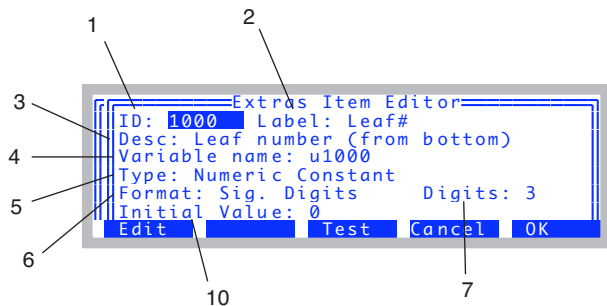 1
2
3
4
5
6
Extras Item Editor
ID: 1000 Label: Leaf#
Desc: Leaf number (from bottom)
Variable name: u1000
Type: Numeric Constant
Format: Sig. Digits Digits: 3
Initial Value: 0
Edit Test Cancel OK
10
7